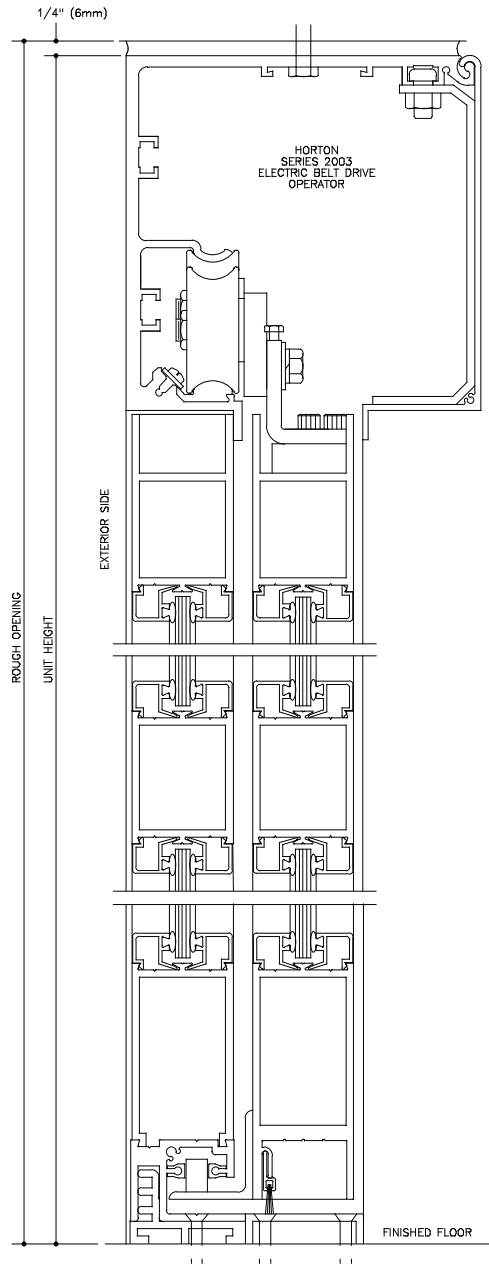 1/4" (6mm)
HORTON
SERIES 2003
ELECTRIC BELT DRIVE
OPERATOR
EXTERIOR SIDE
ROUGH OPENING
UNIT HEIGHT
FINISHED FLOOR